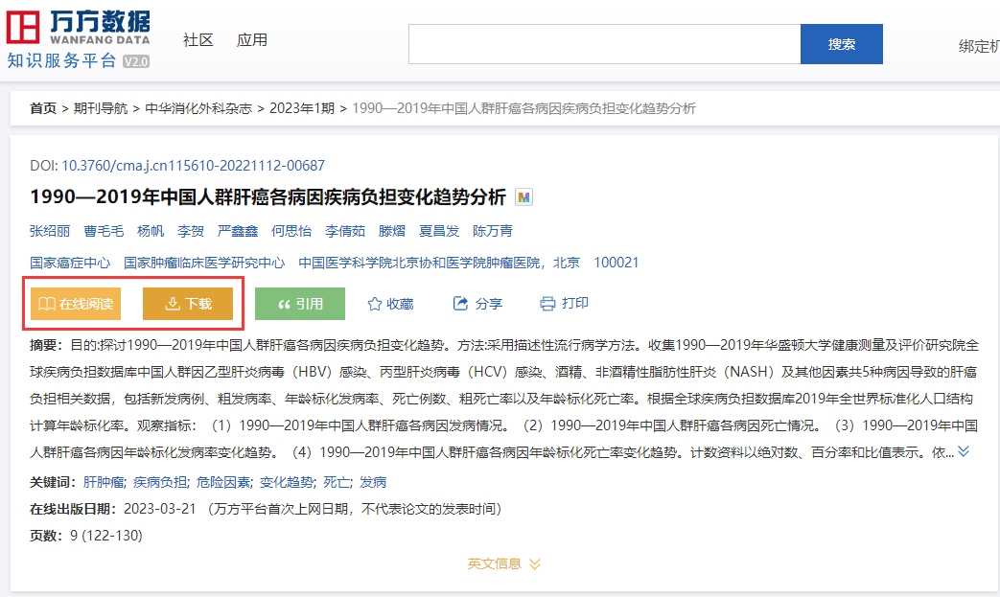 万方数据
WANFANG DATA
知识服务平台 V2.0
社区 应用
搜索
绑定机
首页 > 期刊导航 > 中华消化外科杂志 > 2023年1期 > 1990—2019年中国人群肝癌各病因疾病负担变化趋势分析
DOI: 10.3760/cma.j.cn115610-20221112-00687
1990—2019年中国人群肝癌各病因疾病负担变化趋势分析 M
张绍丽 曹毛毛 杨帆 李贺 严鑫鑫 何思怡 李倩茹 滕熠 夏昌发 陈万青
国家癌症中心 国家肿瘤临床医学研究中心 中国医学科学院北京协和医学院肿瘤医院，北京 100021
在线阅读 下载 引用 收藏 分享 打印
摘要：目的:探讨1990—2019年中国人群肝癌各病因疾病负担变化趋势。方法:采用描述性流行病学方法。收集1990—2019年华盛顿大学健康测量及评价研究院全
球疾病负担数据库中国人群因乙型肝炎病毒（HBV）感染、丙型肝炎病毒（HCV）感染、酒精、非酒精性脂肪性肝炎（NASH）及其他因素共5种病因导致的肝癌
负担相关数据，包括新发病例、粗发病率、年龄标化发病率、死亡例数、粗死亡率以及年龄标化死亡率。根据全球疾病负担数据库2019年全世界标准化人口结构
计算年龄标化率。观察指标：（1）1990—2019年中国人群肝癌各病因发病情况。（2）1990—2019年中国人群肝癌各病因死亡情况。（3）1990—2019年中国
人群肝癌各病因年龄标化发病率变化趋势。（4）1990—2019年中国人群肝癌各病因年龄标化死亡率变化趋势。计数资料以绝对数、百分率和比值表示。依...
关键词：肝肿瘤; 疾病负担; 危险因素; 变化趋势; 死亡; 发病
在线出版日期：2023-03-21 （万方平台首次上网日期，不代表论文的发表时间）
页数：9 (122-130)
英文信息